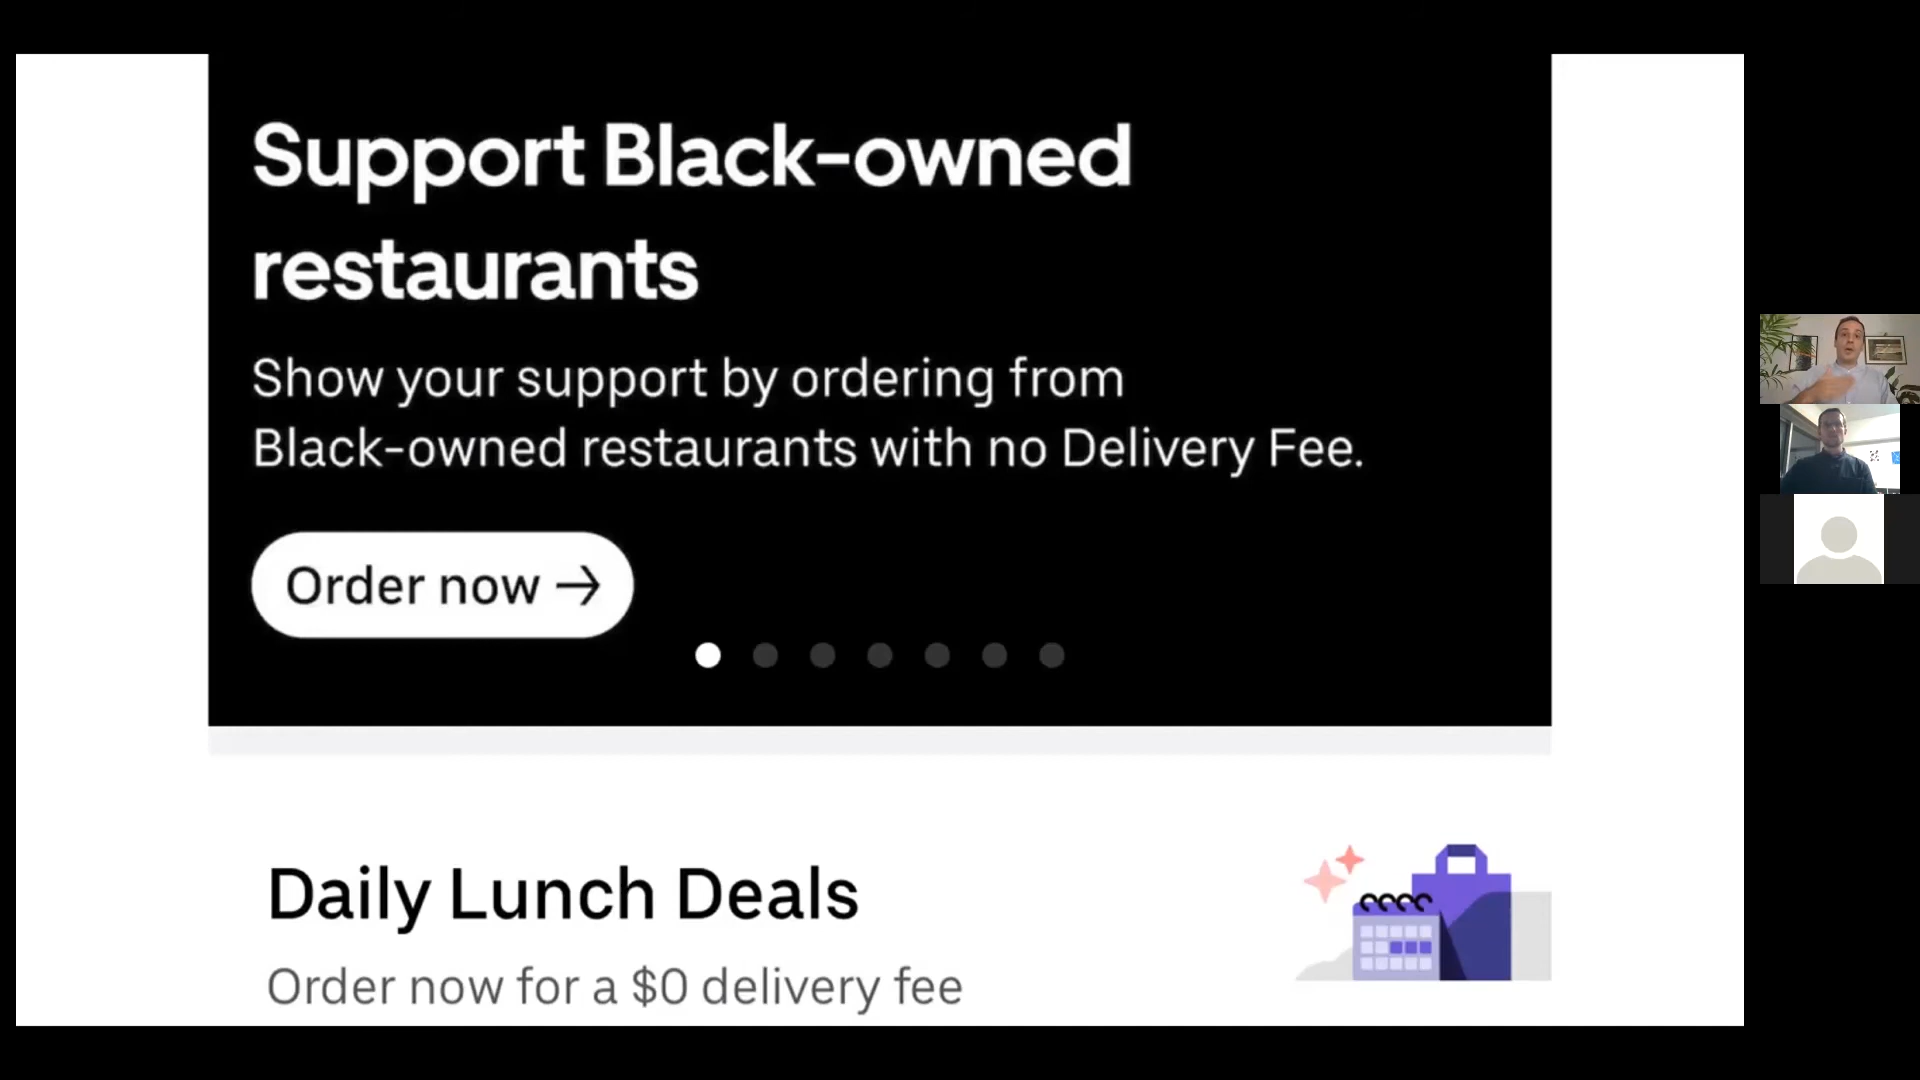 Support Black-owned
restaurants
Show your support by ordering from
Black-owned restaurants with no Delivery Fee.
Order now →
Daily Lunch Deals
Order now for a $0 delivery fee